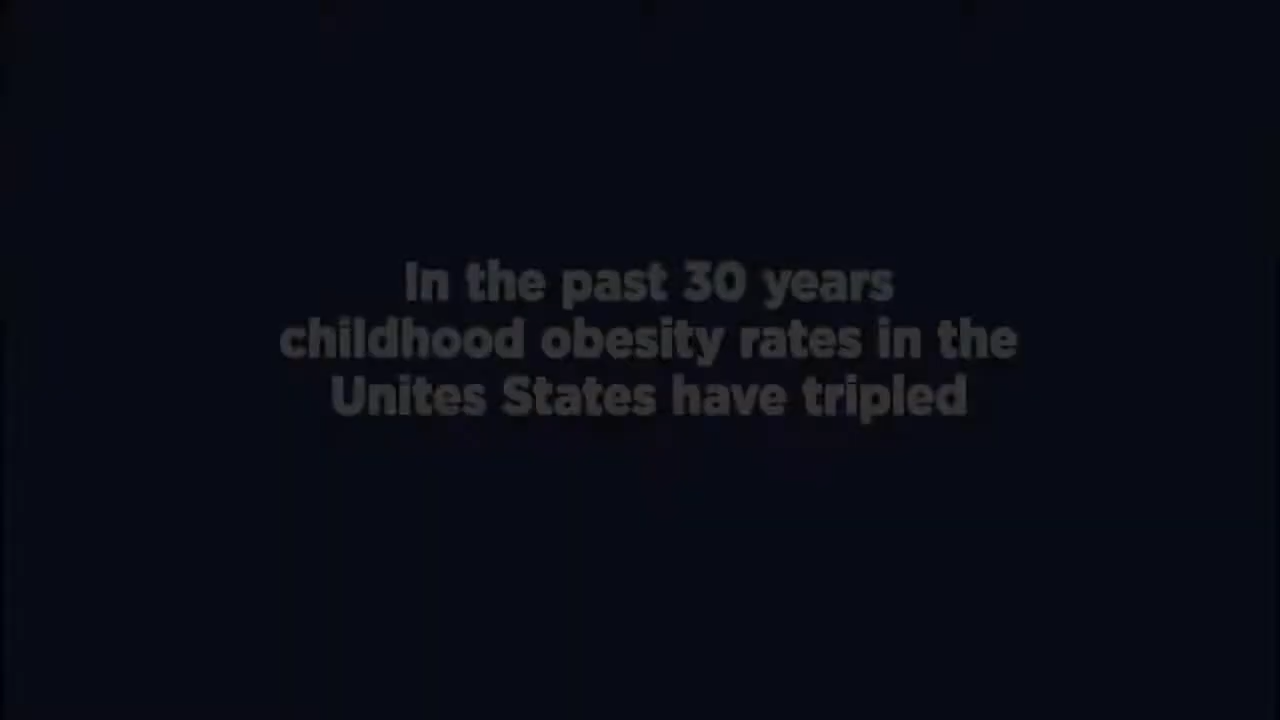 In the past 30 years
childhood obesity rates in the
Unites States have tripled